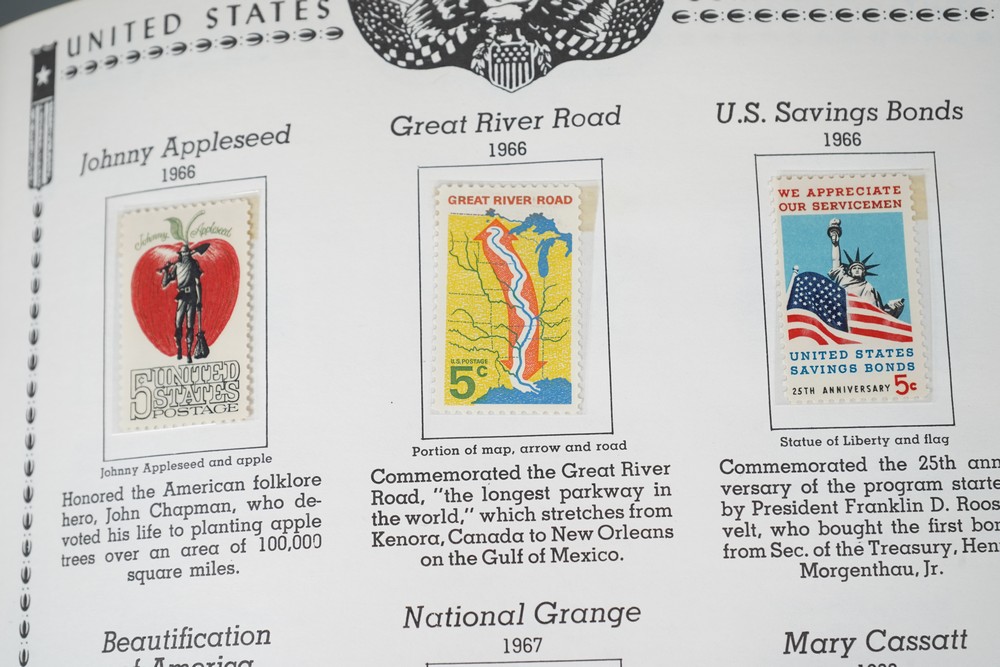 UNITED STATES
Johnny Appleseed
1966
Johnny Appleseed
5¢ UNITED
STATES
POSTAGE
Johnny Appleseed and apple
Honored the American folklore
hero, John Chapman, who de-
voted his life to planting apple
trees over an area of 100,000
square miles.
Great River Road
1966
GREAT RIVER ROAD
U.S. POSTAGE
5c
Portion of map, arrow and road
Commemorated the Great River
Road, "the longest parkway in
the world," which stretches from
Kenora, Canada to New Orleans
on the Gulf of Mexico.
U.S. Savings Bonds
1966
WE APPRECIATE
OUR SERVICEMEN
UNITED STATES
SAVINGS BONDS
25TH ANNIVERSARY 5c
Statue of Liberty and flag
Commemorated the 25th ann
versary of the program starte
by President Franklin D. Roos
velt, who bought the first bon
from Sec. of the Treasury, Hen
Morgenthau, Jr.
Beautification
of America
National Grange
1967
Mary Cassatt